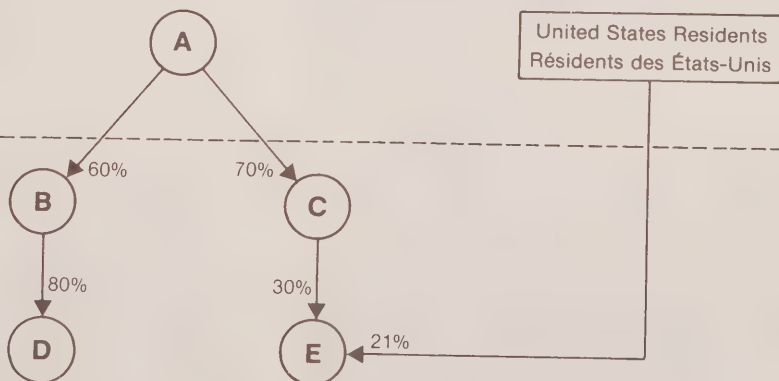 A
United States Residents
Résidents des États-Unis
60%
70%
B
C
80%
30%
D
E
21%